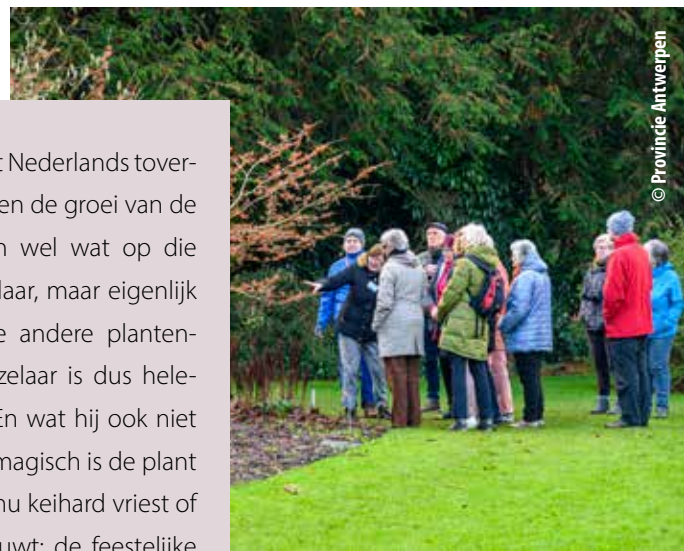 t Nederlands tover-
en de groei van de
n wel wat op die
laar, maar eigenlijk
e andere planten-
zelaar is dus hele-
En wat hij ook niet
magisch is de plant
nu keihard vriest of
uwt: de feestelijke
© Provincie Antwerpen